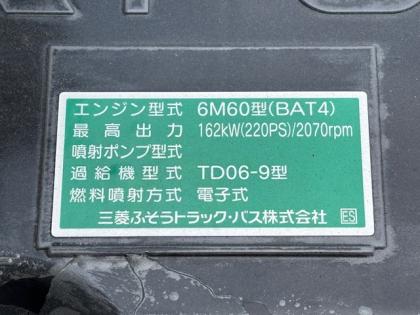 エンジン型式 6M60型(BAT4)
最高出力 162kW(220PS)/2070rpm
噴射ポンプ型式
過給機型式 TD06-9型
燃料噴射方式 電子式
三菱ふそうトラック・バス株式会社 ES